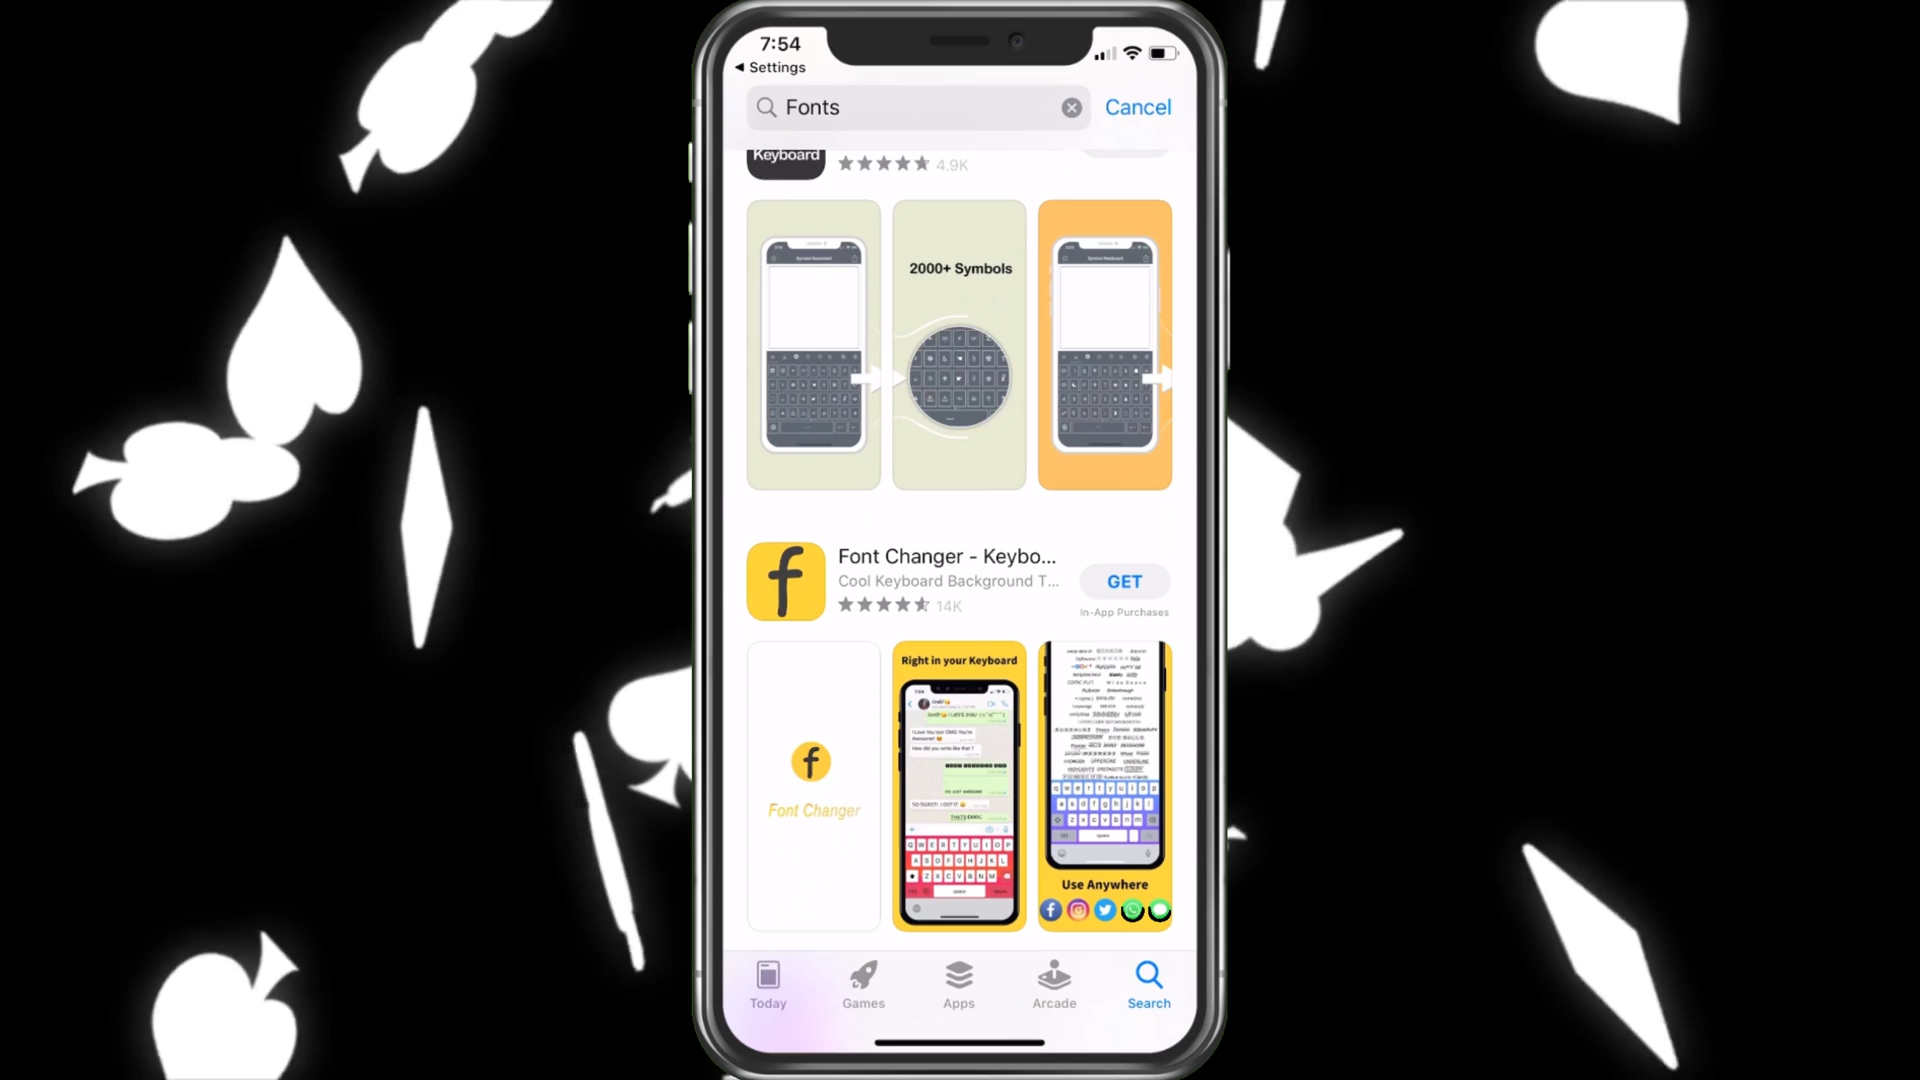 7:54
Settings
Fonts
Cancel
Keyboard
4.9K
2000+ Symbols
Font Changer - Keybo...
Cool Keyboard Background T...
GET
14K
In-App Purchases
Right in your Keyboard
Font Changer
Use Anywhere
Today
Games
Apps
Arcade
Search